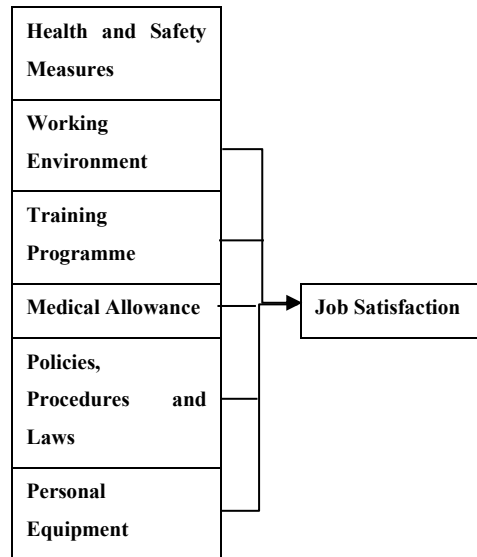 Health and Safety
Measures
Working
Environment
Training
Programme
Medical Allowance
Job Satisfaction
Policies,
Procedures and
Laws
Personal
Equipment